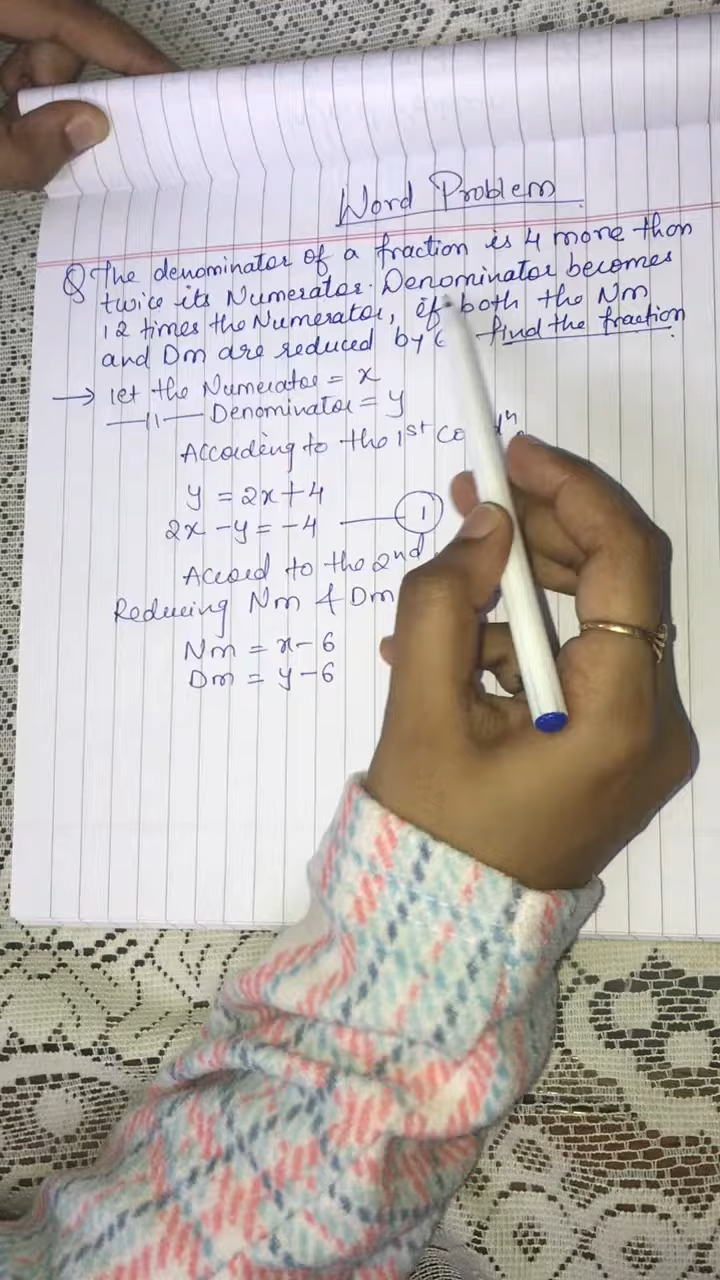 Word Problem
Q The denominator of a fraction is 4 more than
twice its Numerator. Denominator becomes
12 times the Numerator, if both the Nm
and Dm are reduced by 6 find the fraction
→ let the Numerator = x
—||— Denominator = y
According to the 1st
y = 2x+4
2x - y = -4 —— 1
Accord to the 2nd
Reducing Nm & Dm
Nm = x - 6
Dm = y - 6